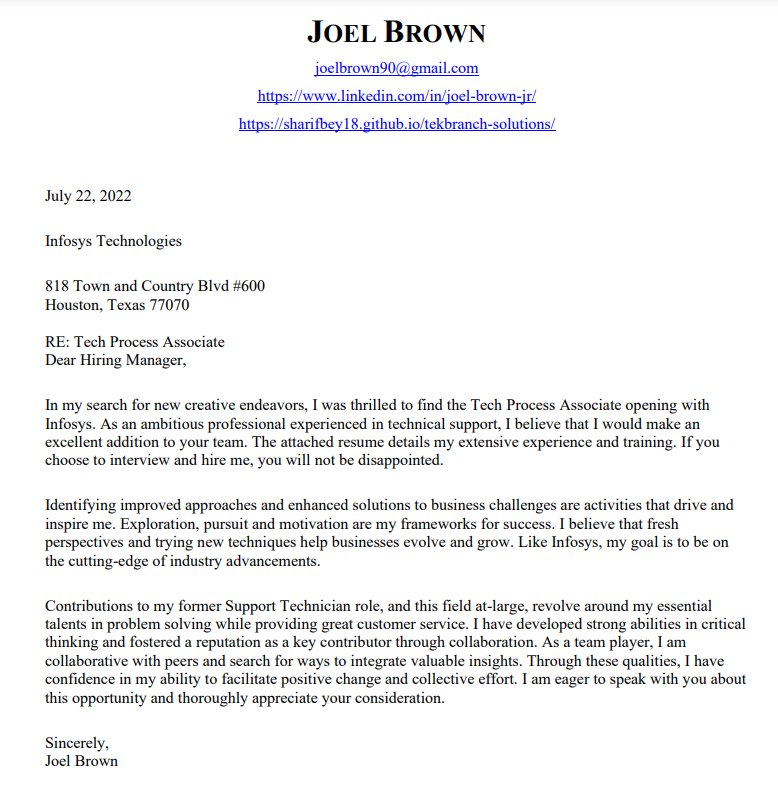 JOEL BROWN
joelbrown90@gmail.com
https://www.linkedin.com/in/joel-brown-jr/
https://sharifbey18.github.io/tekbranch-solutions/
July 22, 2022
Infosys Technologies
818 Town and Country Blvd #600
Houston, Texas 77070
RE: Tech Process Associate
Dear Hiring Manager,
In my search for new creative endeavors, I was thrilled to find the Tech Process Associate opening with
Infosys. As an ambitious professional experienced in technical support, I believe that I would make an
excellent addition to your team. The attached resume details my extensive experience and training. If you
choose to interview and hire me, you will not be disappointed.
Identifying improved approaches and enhanced solutions to business challenges are activities that drive and
inspire me. Exploration, pursuit and motivation are my frameworks for success. I believe that fresh
perspectives and trying new techniques help businesses evolve and grow. Like Infosys, my goal is to be on
the cutting-edge of industry advancements.
Contributions to my former Support Technician role, and this field at-large, revolve around my essential
talents in problem solving while providing great customer service. I have developed strong abilities in critical
thinking and fostered a reputation as a key contributor through collaboration. As a team player, I am
collaborative with peers and search for ways to integrate valuable insights. Through these qualities, I have
confidence in my ability to facilitate positive change and collective effort. I am eager to speak with you about
this opportunity and thoroughly appreciate your consideration.
Sincerely,
Joel Brown